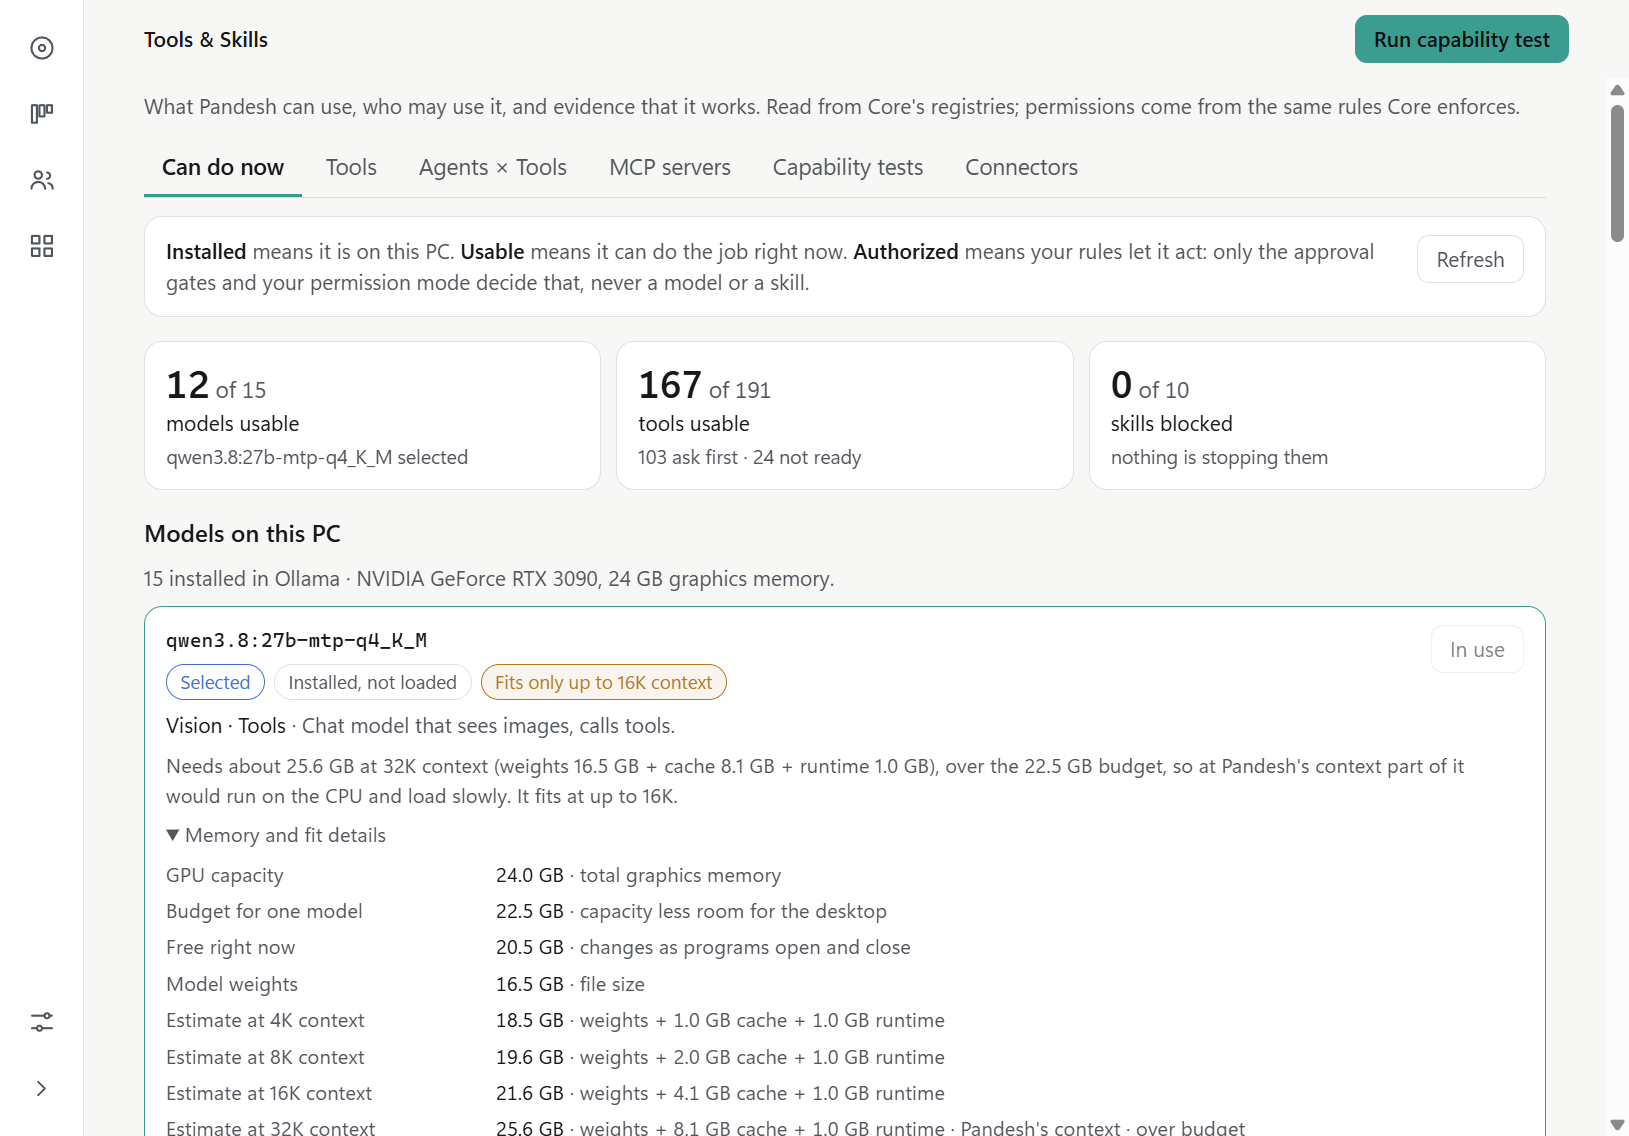 Tools & Skills
Run capability test
What Pandesh can use, who may use it, and evidence that it works. Read from Core's registries; permissions come from the same rules Core enforces.
Can do now
Tools
Agents × Tools
MCP servers
Capability tests
Connectors
Installed means it is on this PC. Usable means it can do the job right now. Authorized means your rules let it act: only the approval
gates and your permission mode decide that, never a model or a skill.
Refresh
12 of 15
models usable
qwen3.8:27b-mtp-q4_K_M selected
167 of 191
tools usable
103 ask first · 24 not ready
0 of 10
skills blocked
nothing is stopping them
Models on this PC
15 installed in Ollama · NVIDIA GeForce RTX 3090, 24 GB graphics memory.
qwen3.8:27b-mtp-q4_K_M
In use
Selected
Installed, not loaded
Fits only up to 16K context
Vision · Tools · Chat model that sees images, calls tools.
Needs about 25.6 GB at 32K context (weights 16.5 GB + cache 8.1 GB + runtime 1.0 GB), over the 22.5 GB budget, so at Pandesh's context part of it
would run on the CPU and load slowly. It fits at up to 16K.
▼ Memory and fit details
GPU capacity 24.0 GB · total graphics memory
Budget for one model 22.5 GB · capacity less room for the desktop
Free right now 20.5 GB · changes as programs open and close
Model weights 16.5 GB · file size
Estimate at 4K context 18.5 GB · weights + 1.0 GB cache + 1.0 GB runtime
Estimate at 8K context 19.6 GB · weights + 2.0 GB cache + 1.0 GB runtime
Estimate at 16K context 21.6 GB · weights + 4.1 GB cache + 1.0 GB runtime
Estimate at 32K context 25.6 GB · weights + 8.1 GB cache + 1.0 GB runtime · Pandesh's context · over budget